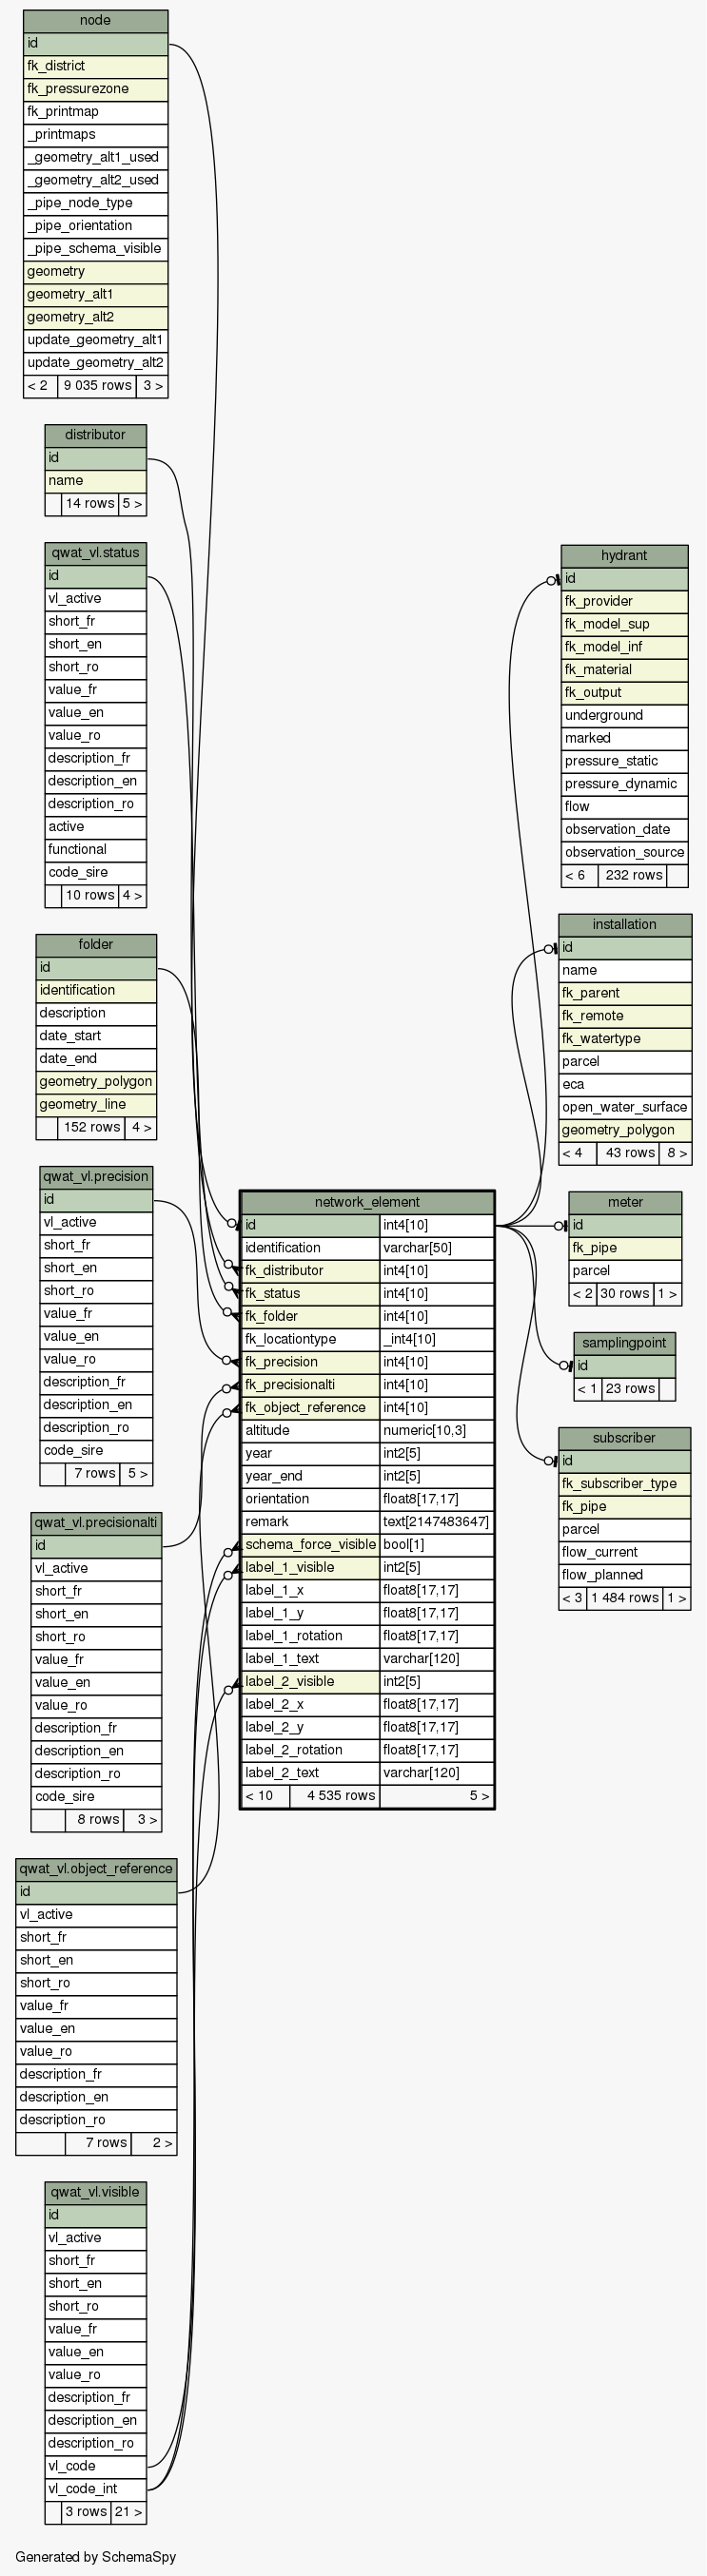 node
id
fk_district
fk_pressurezone
fk_printmap
_printmaps
_geometry_alt1_used
_geometry_alt2_used
_pipe_node_type
_pipe_orientation
_pipe_schema_visible
geometry
geometry_alt1
geometry_alt2
update_geometry_alt1
update_geometry_alt2
< 2 9 035 rows 3 >
distributor
id
name
14 rows 5 >
qwat_vl.status
id
vl_active
short_fr
short_en
short_ro
value_fr
value_en
value_ro
description_fr
description_en
description_ro
active
functional
code_sire
10 rows 4 >
folder
id
identification
description
date_start
date_end
geometry_polygon
geometry_line
152 rows 4 >
qwat_vl.precision
id
vl_active
short_fr
short_en
short_ro
value_fr
value_en
value_ro
description_fr
description_en
description_ro
code_sire
7 rows 5 >
qwat_vl.precisionalti
id
vl_active
short_fr
short_en
short_ro
value_fr
value_en
value_ro
description_fr
description_en
description_ro
code_sire
8 rows 3 >
qwat_vl.object_reference
id
vl_active
short_fr
short_en
short_ro
value_fr
value_en
value_ro
description_fr
description_en
description_ro
7 rows 2 >
qwat_vl.visible
id
vl_active
short_fr
short_en
short_ro
value_fr
value_en
value_ro
description_fr
description_en
description_ro
vl_code
vl_code_int
3 rows 21 >
network_element
id int4[10]
identification varchar[50]
fk_distributor int4[10]
fk_status int4[10]
fk_folder int4[10]
fk_locationtype _int4[10]
fk_precision int4[10]
fk_precisionalti int4[10]
fk_object_reference int4[10]
altitude numeric[10,3]
year int2[5]
year_end int2[5]
orientation float8[17,17]
remark text[2147483647]
schema_force_visible bool[1]
label_1_visible int2[5]
label_1_x float8[17,17]
label_1_y float8[17,17]
label_1_rotation float8[17,17]
label_1_text varchar[120]
label_2_visible int2[5]
label_2_x float8[17,17]
label_2_y float8[17,17]
label_2_rotation float8[17,17]
label_2_text varchar[120]
< 10 4 535 rows 5 >
hydrant
id
fk_provider
fk_model_sup
fk_model_inf
fk_material
fk_output
underground
marked
pressure_static
pressure_dynamic
flow
observation_date
observation_source
< 6 232 rows
installation
id
name
fk_parent
fk_remote
fk_watertype
parcel
eca
open_water_surface
geometry_polygon
< 4 43 rows 8 >
meter
id
fk_pipe
parcel
< 2 30 rows 1 >
samplingpoint
id
< 1 23 rows
subscriber
id
fk_subscriber_type
fk_pipe
parcel
flow_current
flow_planned
< 3 1 484 rows 1 >
Generated by SchemaSpy